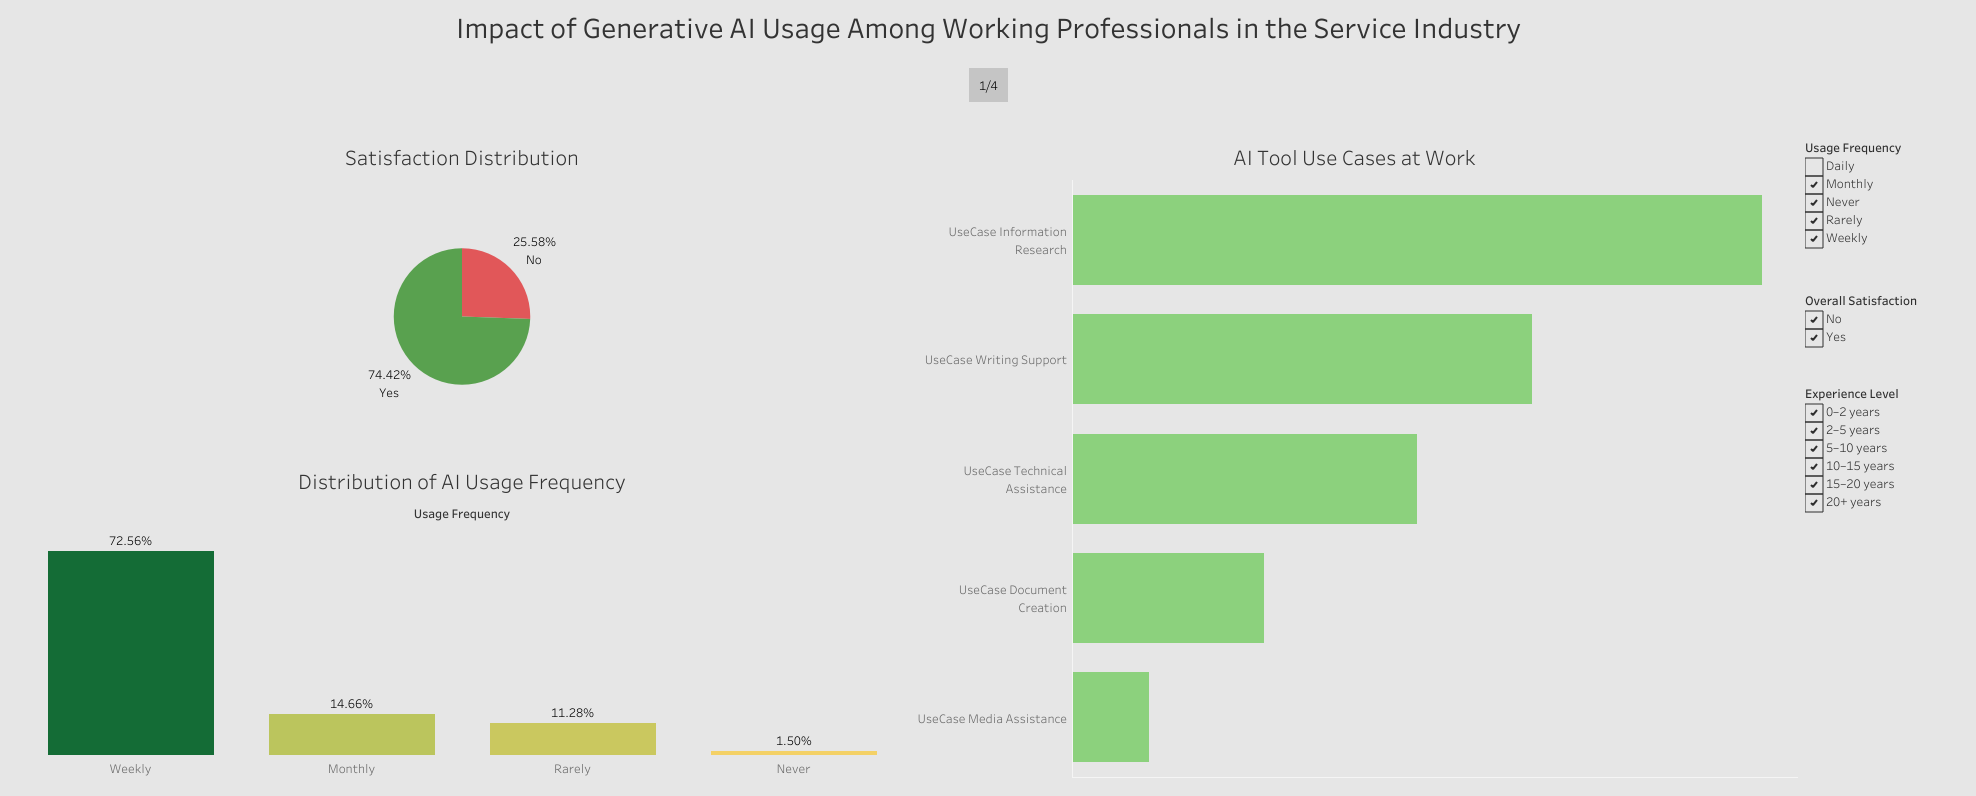 Impact of Generative AI Usage Among Working Professionals in the Service Industry
1/4
Satisfaction Distribution
25.58%
No
74.42%
Yes
Distribution of AI Usage Frequency
Usage Frequency
72.56%
14.66%
11.28%
1.50%
Weekly
Monthly
Rarely
Never
AI Tool Use Cases at Work
UseCase Information
Research
UseCase Writing Support
UseCase Technical
Assistance
UseCase Document
Creation
UseCase Media Assistance
Usage Frequency
Daily
Monthly
Never
Rarely
Weekly
Overall Satisfaction
No
Yes
Experience Level
0–2 years
2–5 years
5–10 years
10–15 years
15–20 years
20+ years